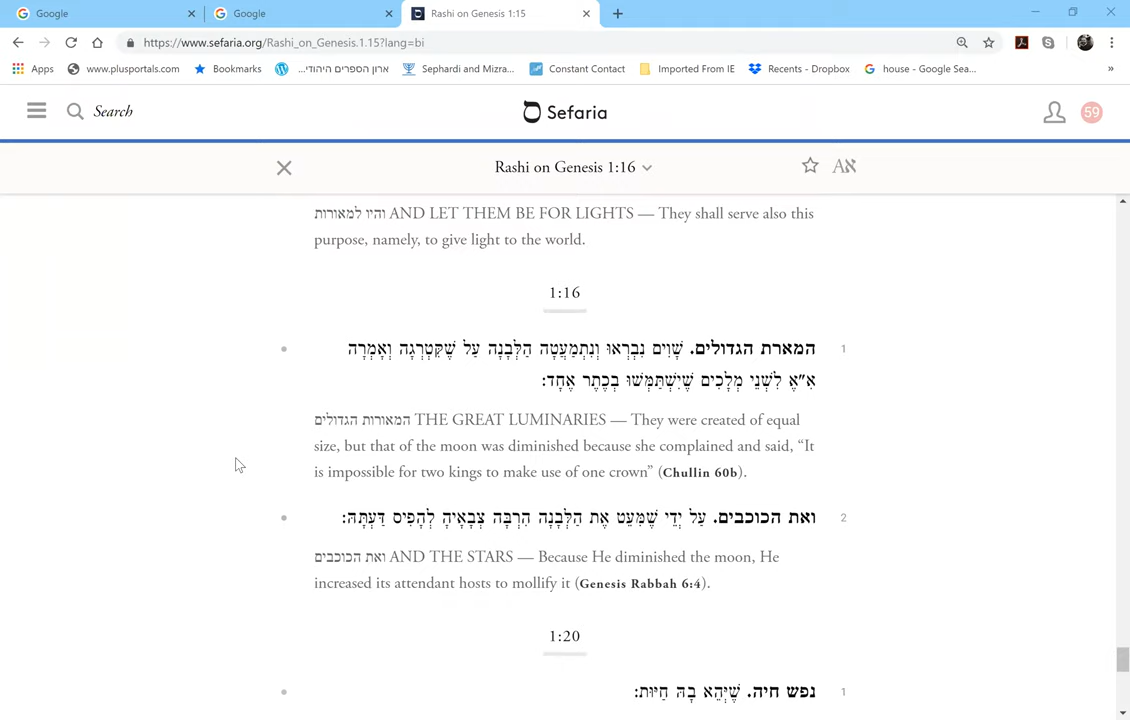 Google
Google
Rashi on Genesis 1:15
https://www.sefaria.org/Rashi_on_Genesis.1.15?lang=bi
Apps www.plusportals.com Bookmarks ארון הספרים היהודי... Sephardi and Mizra... Constant Contact Imported From IE Recents - Dropbox house - Google Sea... »
Search
Sefaria
59
Rashi on Genesis 1:16
Aא
והיו למאורות AND LET THEM BE FOR LIGHTS — They shall serve also this
purpose, namely, to give light to the world.
1:16
1
המארת הגדולים. שָׁוִים נִבְרְאוּ וְנִתְמַעֲטָה הַלְּבָנָה עַל שֶׁקִּטְרְגָה וְאָמְרָה
אִ"אֶ לִשְׁנֵי מְלָכִים שֶׁיִּשְׁתַּמְּשׁוּ בְּכֶתֶר אֶחָד:
המאורות הגדולים THE GREAT LUMINARIES — They were created of equal
size, but that of the moon was diminished because she complained and said, “It
is impossible for two kings to make use of one crown” (Chullin 60b).
2
ואת הכוכבים. עַל יְדֵי שֶׁמִּעֵט אֶת הַלְּבָנָה הִרְבָּה צְבָאֶיהָ לְהָפִיס דַּעְתָּהּ:
ואת הכוכבים AND THE STARS — Because He diminished the moon, He
increased its attendant hosts to mollify it (Genesis Rabbah 6:4).
1:20
1
נפש חיה. שֶׁיְּהֵא בָהּ חַיּוּת: